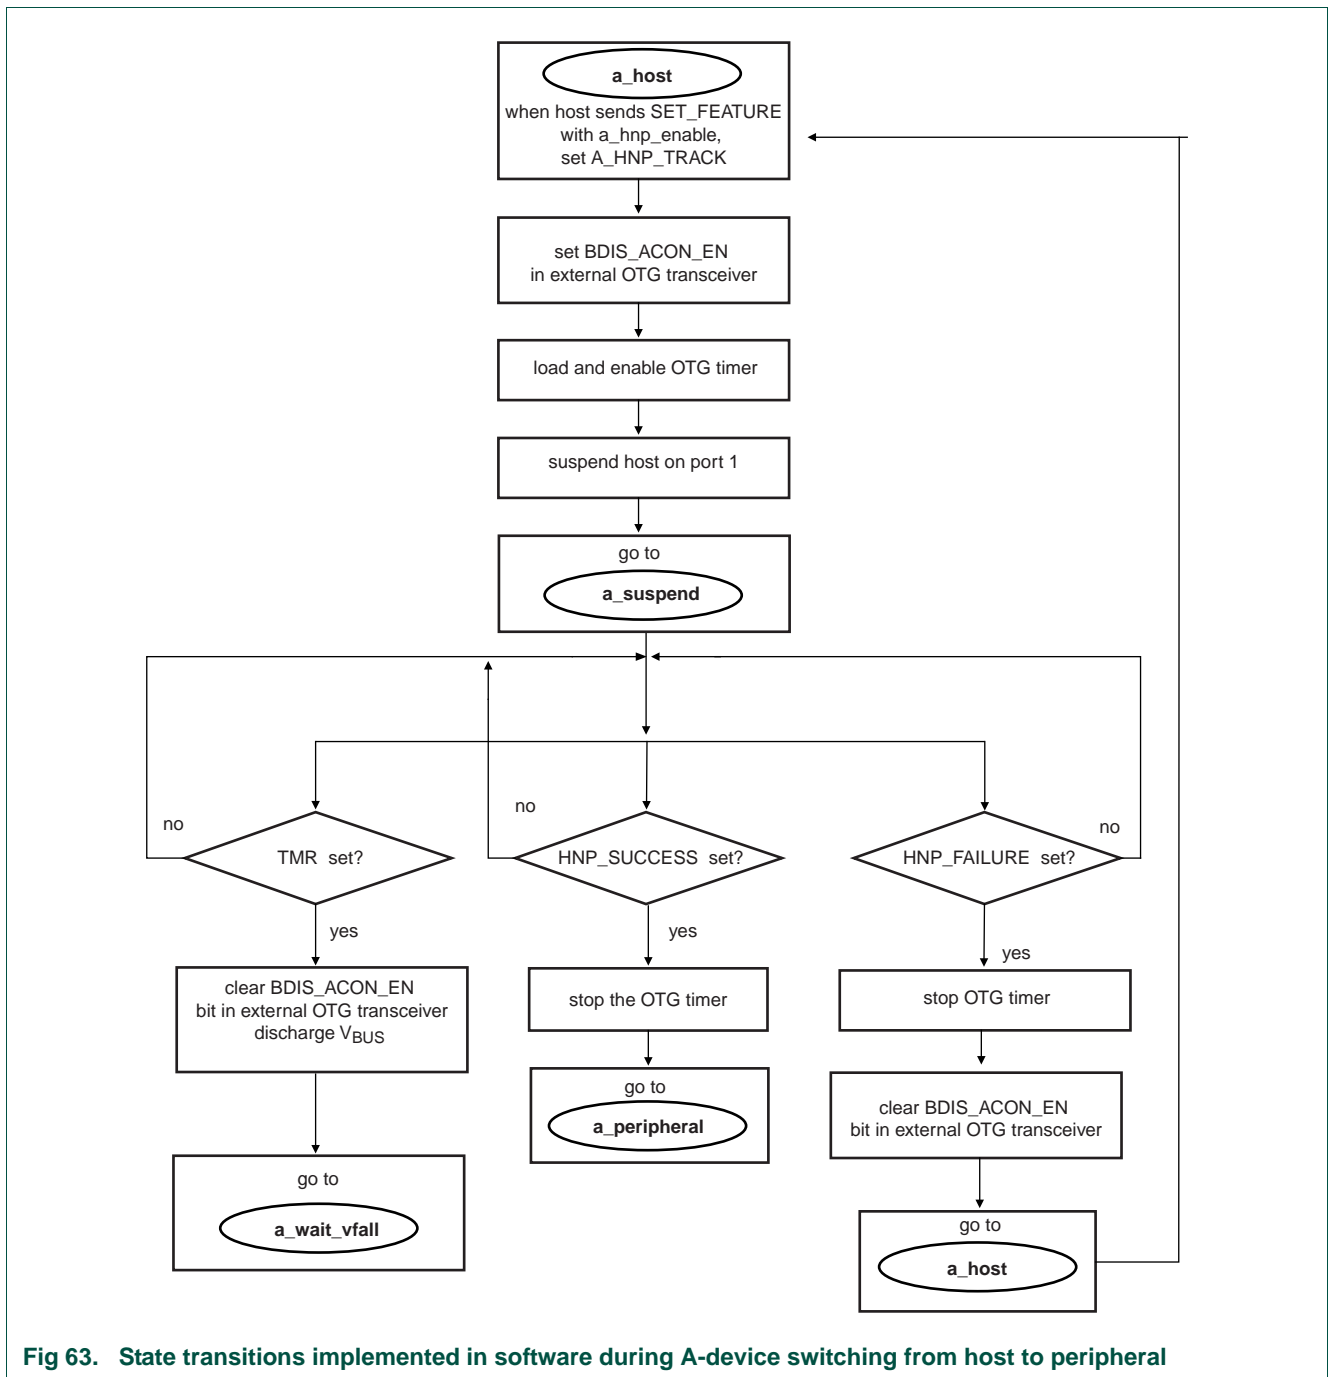 a_host
when host sends SET_FEATURE
with a_hnp_enable,
set A_HNP_TRACK
set BDIS_ACON_EN
in external OTG transceiver
load and enable OTG timer
suspend host on port 1
go to
a_suspend
no
TMR set?
yes
clear BDIS_ACON_EN
bit in external OTG transceiver
discharge VBUS
go to
a_wait_vfall
no
HNP_SUCCESS set?
yes
stop the OTG timer
go to
a_peripheral
no
HNP_FAILURE set?
yes
stop OTG timer
clear BDIS_ACON_EN
bit in external OTG transceiver
go to
a_host
Fig 63. State transitions implemented in software during A-device switching from host to peripheral